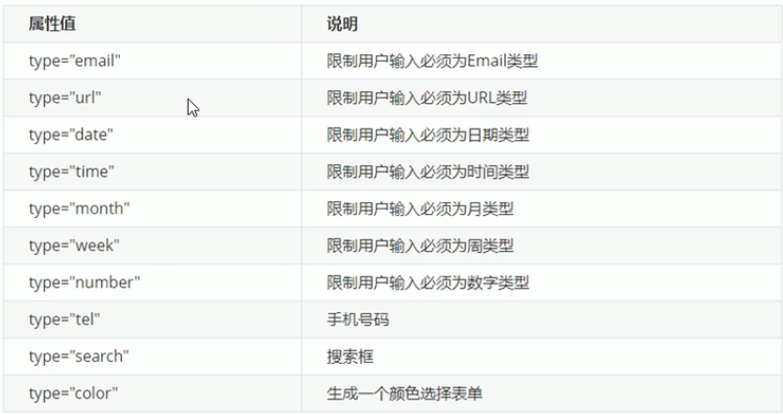 属性值 说明
type="email" 限制用户输入必须为Email类型
type="url" 限制用户输入必须为URL类型
type="date" 限制用户输入必须为日期类型
type="time" 限制用户输入必须为时间类型
type="month" 限制用户输入必须为月类型
type="week" 限制用户输入必须为周类型
type="number" 限制用户输入必须为数字类型
type="tel" 手机号码
type="search" 搜索框
type="color" 生成一个颜色选择表单